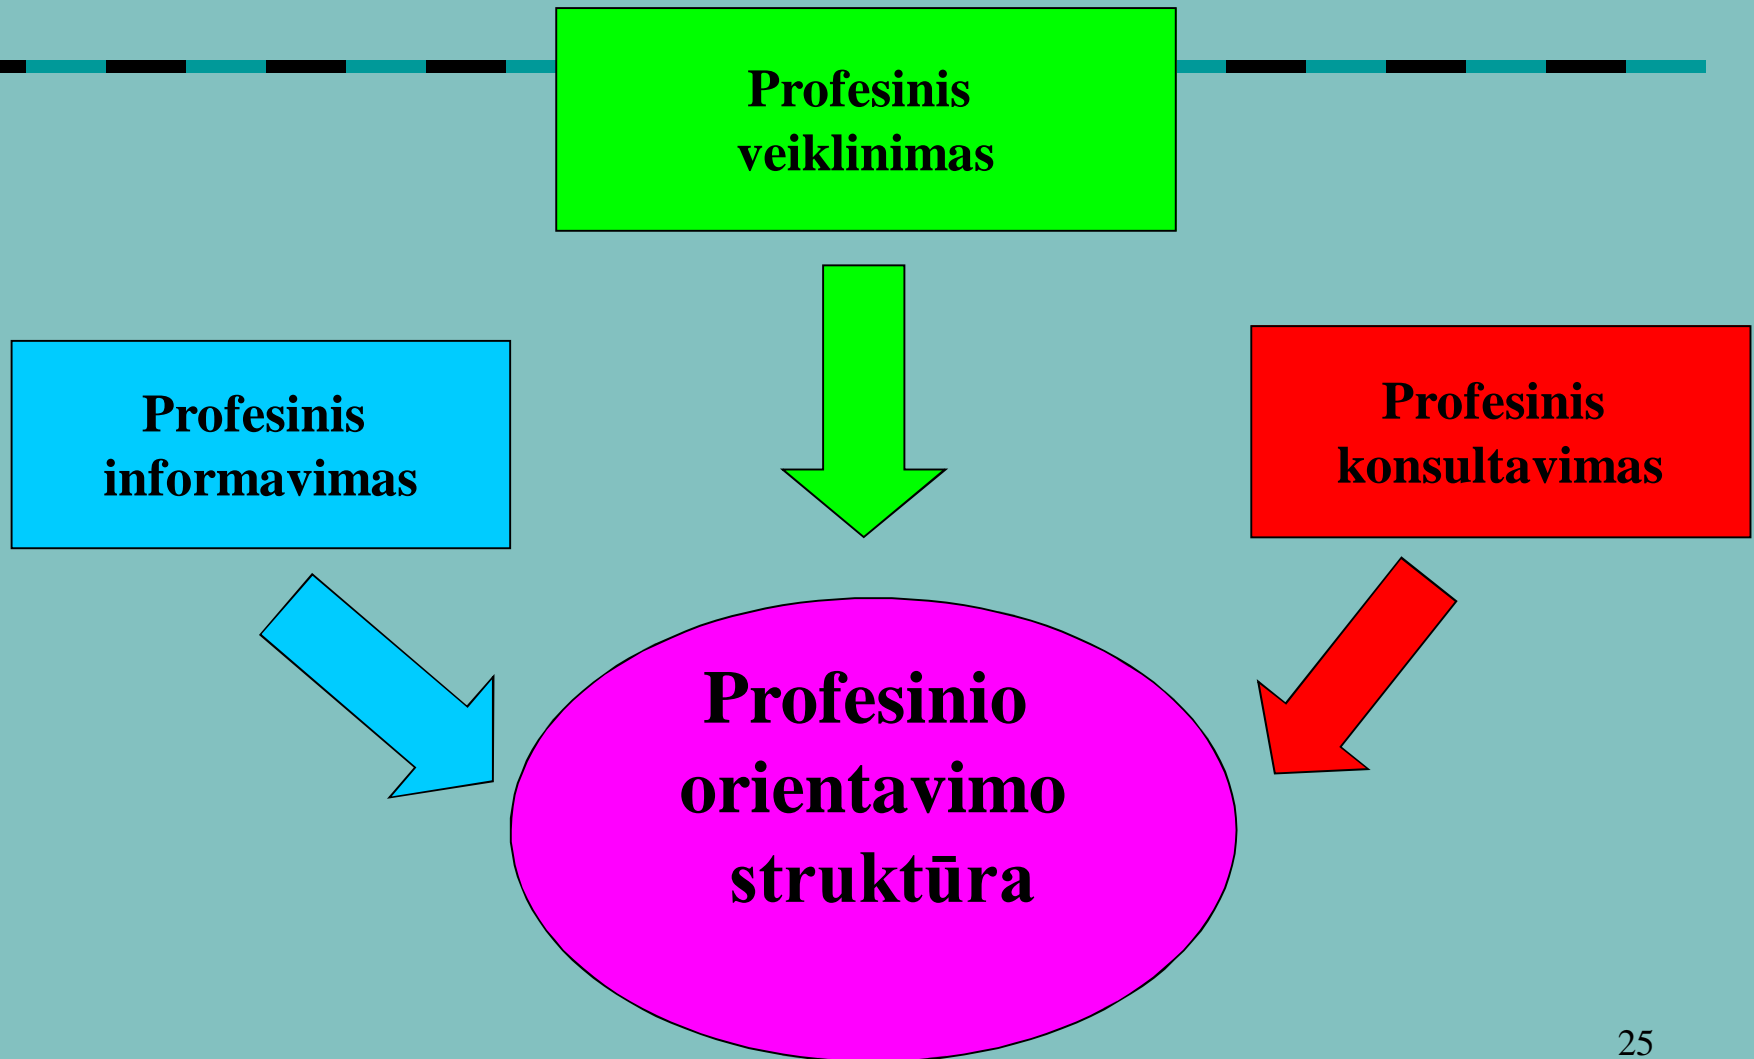 Profesinis
veiklinimas
Profesinis
informavimas
Profesinis
konsultavimas
Profesinio
orientavimo
struktūra
25